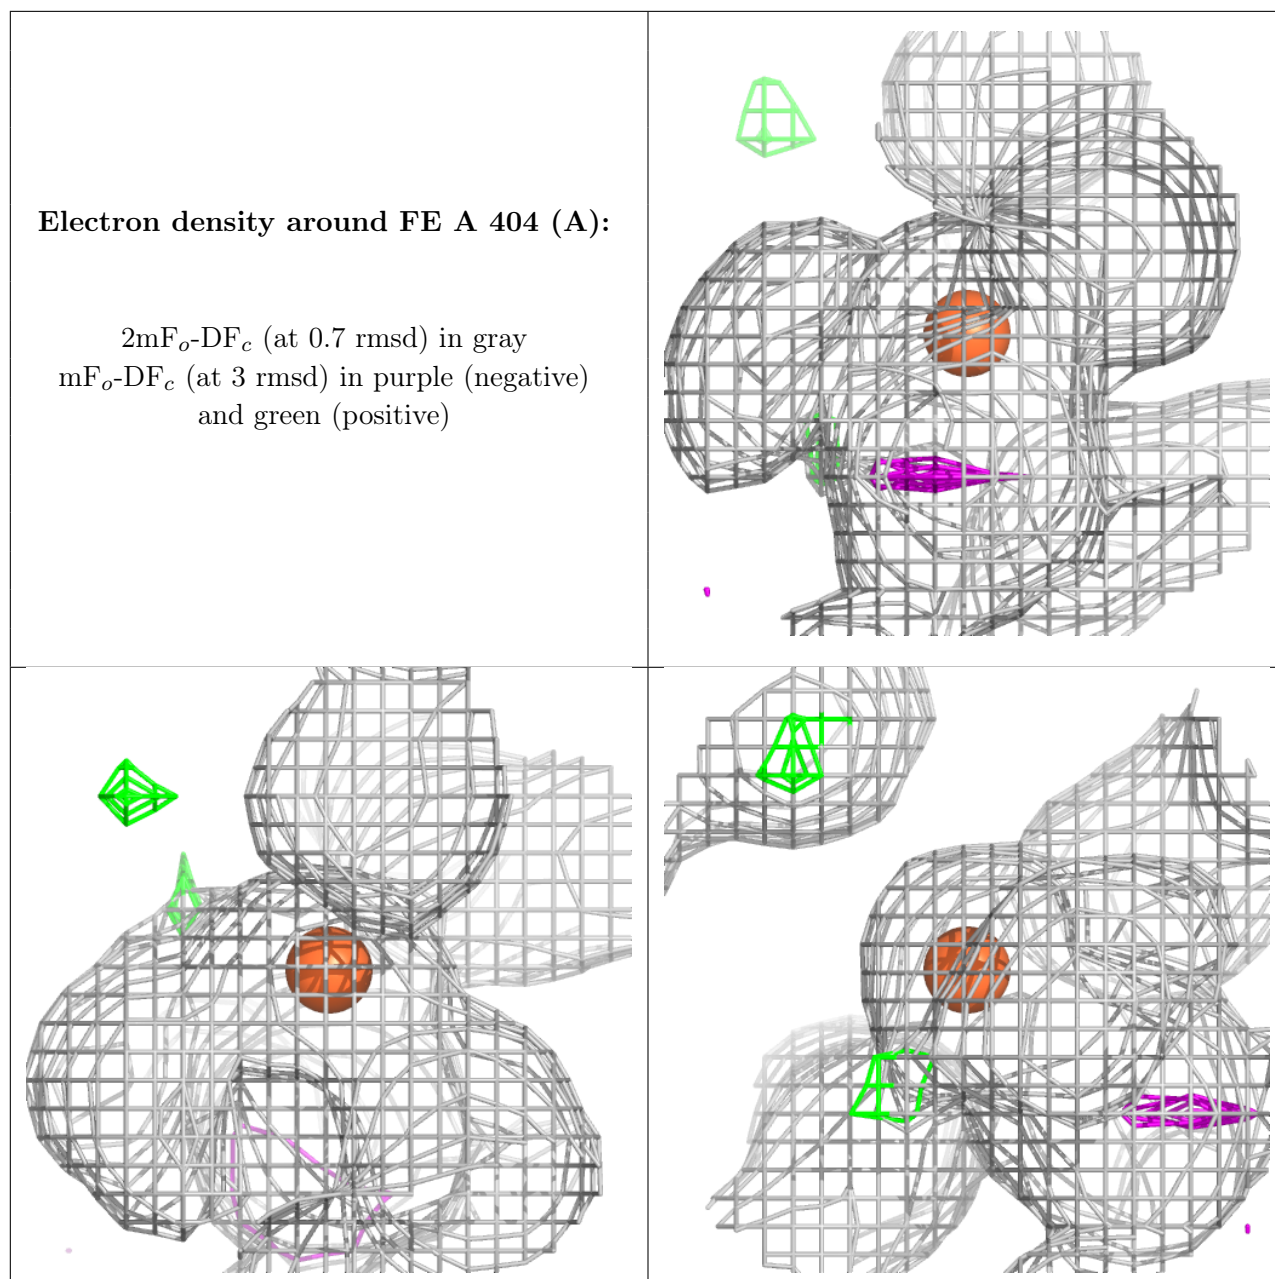 Electron density around FE A 404 (A):
2mF$_o$-DF$_c$ (at 0.7 rmsd) in gray
mF$_o$-DF$_c$ (at 3 rmsd) in purple (negative)
and green (positive)